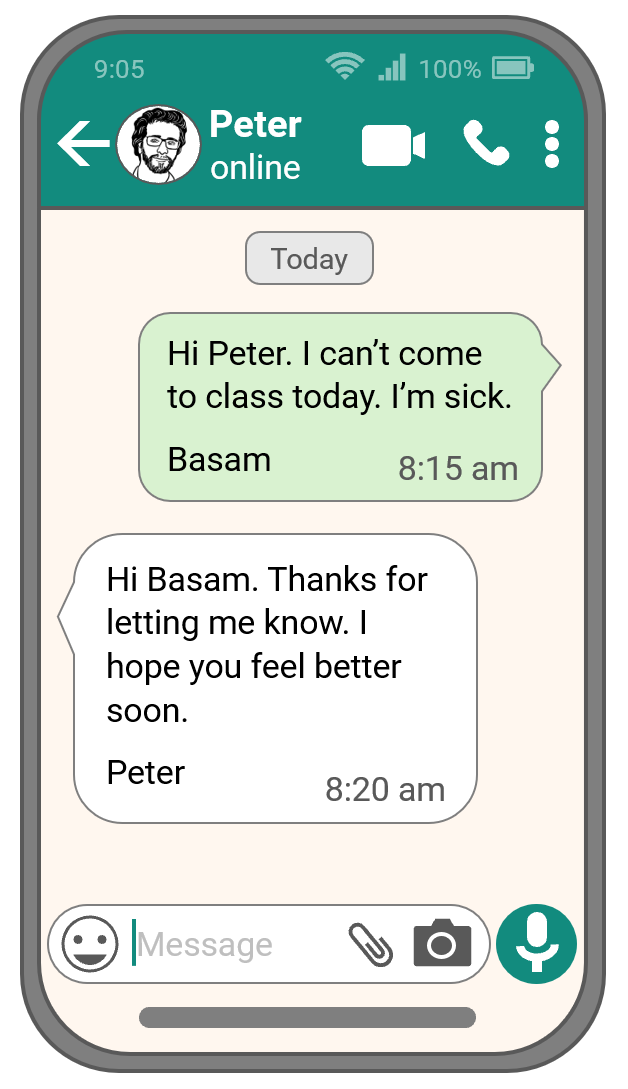 9:05 100%
Peter
online
Today
Hi Peter. I can’t come
to class today. I’m sick.
Basam 8:15 am
Hi Basam. Thanks for
letting me know. I
hope you feel better
soon.
Peter 8:20 am
Message